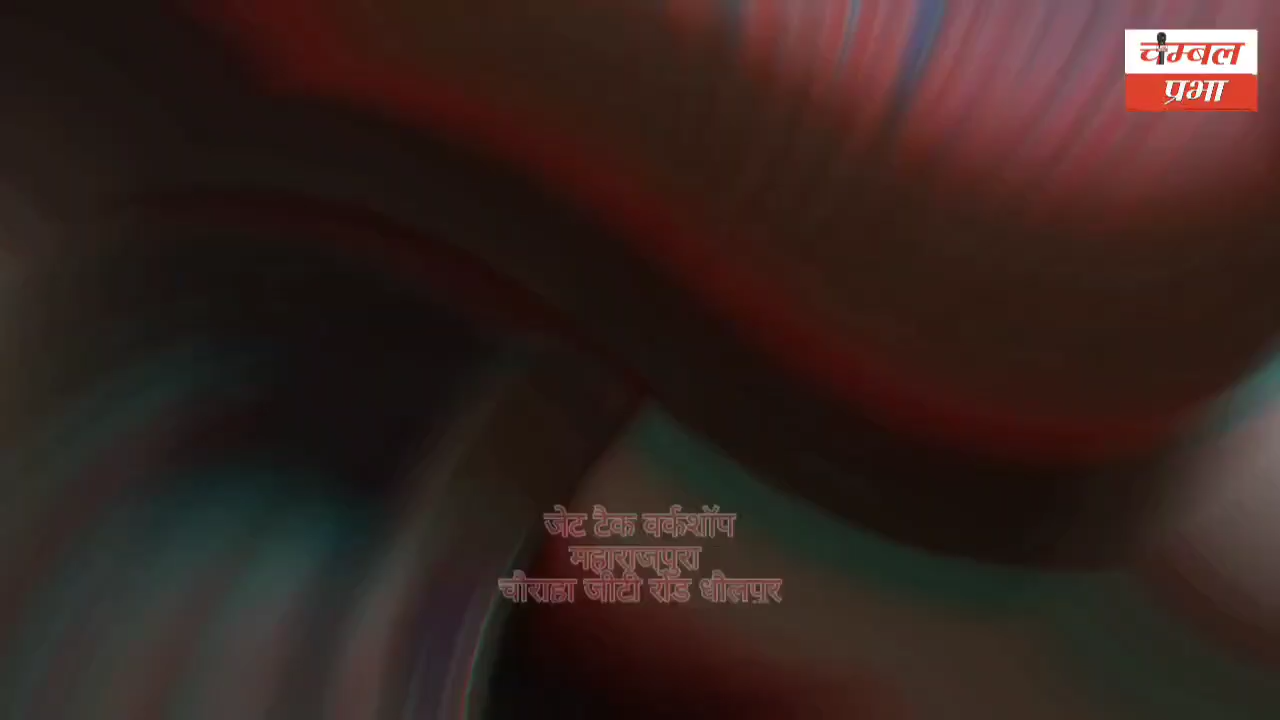 चम्बल
प्रभा
जेट टैक वर्कशॉप
महाराजपुरा
चौराहा जीटी रोड धौलपुर